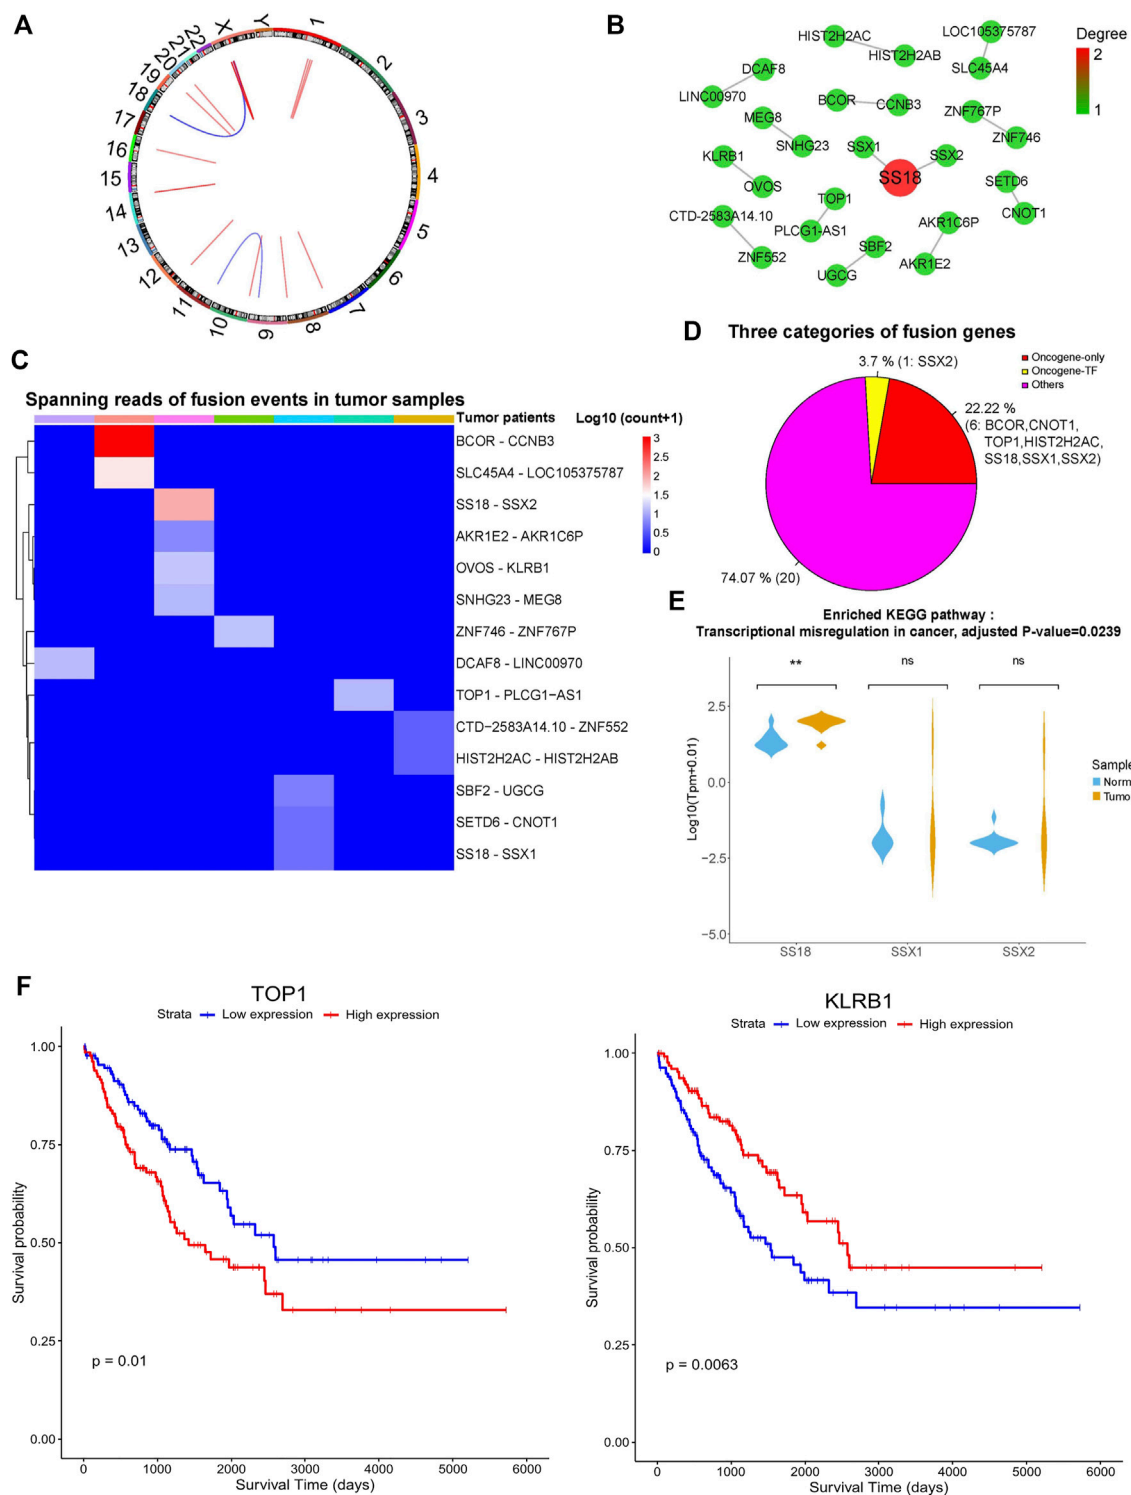 A
1
2
3
4
5
6
7
8
9
10
11
12
13
14
15
16
17
18
19
20
21
22
X
Y
B
HIST2H2AC
HIST2H2AB
LOC105375787
SLC45A4
DCAF8
LINC00970
BCOR
CCNB3
ZNF767P
ZNF746
MEG8
SNHG23
SSX1
SSX2
SS18
KLRB1
OVOS
SETD6
CNOT1
TOP1
PLCG1-AS1
CTD-2583A14.10
ZNF552
AKR1C6P
AKR1E2
SBF2
UGCG
Degree
2
1
C
Spanning reads of fusion events in tumor samples
Tumor patients
Log10 (count+1)
BCOR - CCNB3
SLC45A4 - LOC105375787
SS18 - SSX2
AKR1E2 - AKR1C6P
OVOS - KLRB1
SNHG23 - MEG8
ZNF746 - ZNF767P
DCAF8 - LINC00970
TOP1 - PLCG1−AS1
CTD−2583A14.10 - ZNF552
HIST2H2AC - HIST2H2AB
SBF2 - UGCG
SETD6 - CNOT1
SS18 - SSX1
3
2.5
2
1.5
1
0.5
0
D
Three categories of fusion genes
3.7 % (1: SSX2)
Oncogene-only
Oncogene-TF
Others
22.22 %
(6: BCOR,CNOT1,
TOP1,HIST2H2AC,
SS18,SSX1,SSX2)
74.07 % (20)
E
Enriched KEGG pathway :
Transcriptional misregulation in cancer, adjusted P-value=0.0239
**
ns
ns
2.5
0.0
−2.5
−5.0
Log10(Tpm+0.01)
SS18
SSX1
SSX2
Sample
Norm
Tumo
F
TOP1
Strata
Low expression
High expression
1.00
0.75
0.50
0.25
0.00
Survival probability
p = 0.01
0
1000
2000
3000
4000
5000
6000
Survival Time (days)
KLRB1
Strata
Low expression
High expression
1.00
0.75
0.50
0.25
0.00
Survival probability
p = 0.0063
0
1000
2000
3000
4000
5000
6000
Survival Time (days)